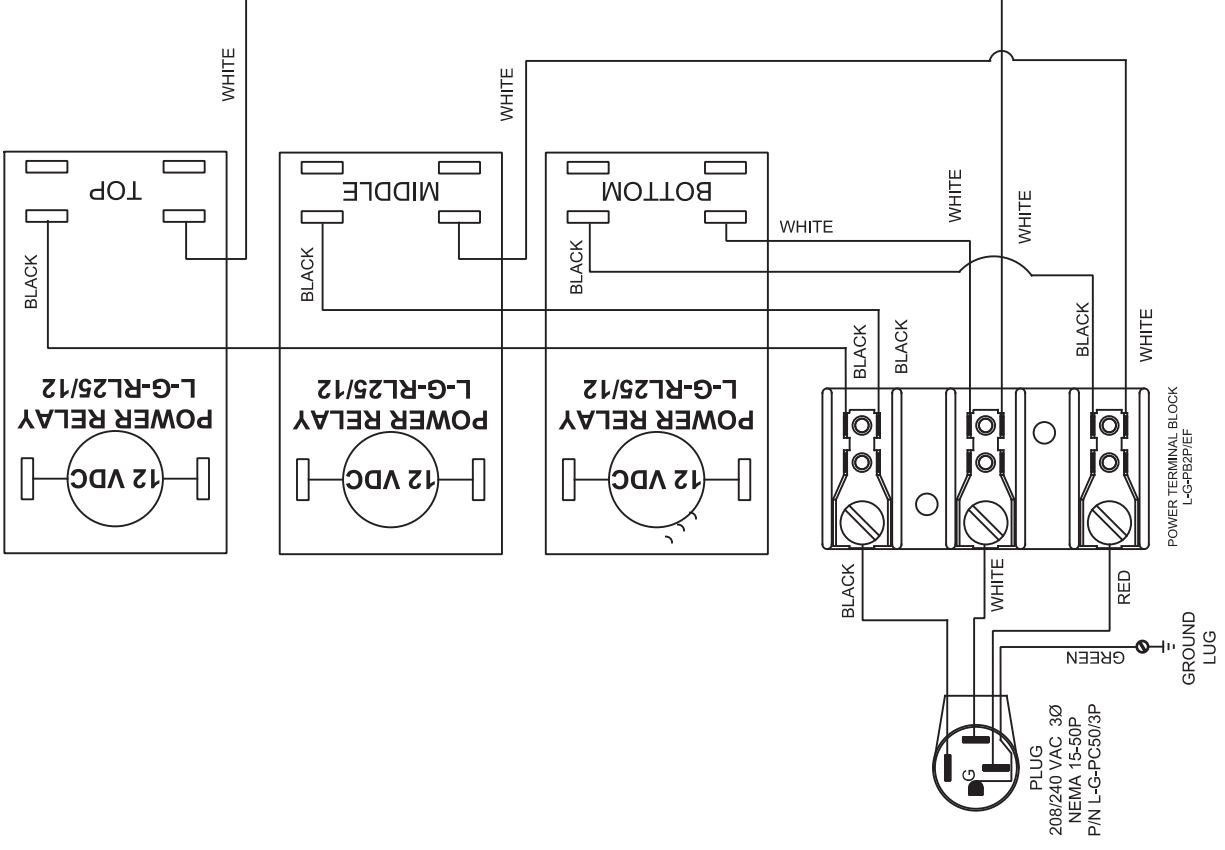 WHITE
WHITE
TOP
BLACK
L-G-RL25/12
POWER RELAY
12 VDC
MIDDLE
BLACK
L-G-RL25/12
POWER RELAY
12 VDC
BOTTOM
BLACK
L-G-RL25/12
POWER RELAY
12 VDC
WHITE
WHITE
WHITE
BLACK
BLACK
BLACK
WHITE
POWER TERMINAL BLOCK
L-G-PB2P/EF
BLACK
WHITE
RED
GREEN
GROUND
LUG
G
PLUG
208/240 VAC 3Ø
NEMA 15-50P
P/N L-G-PC50/3P